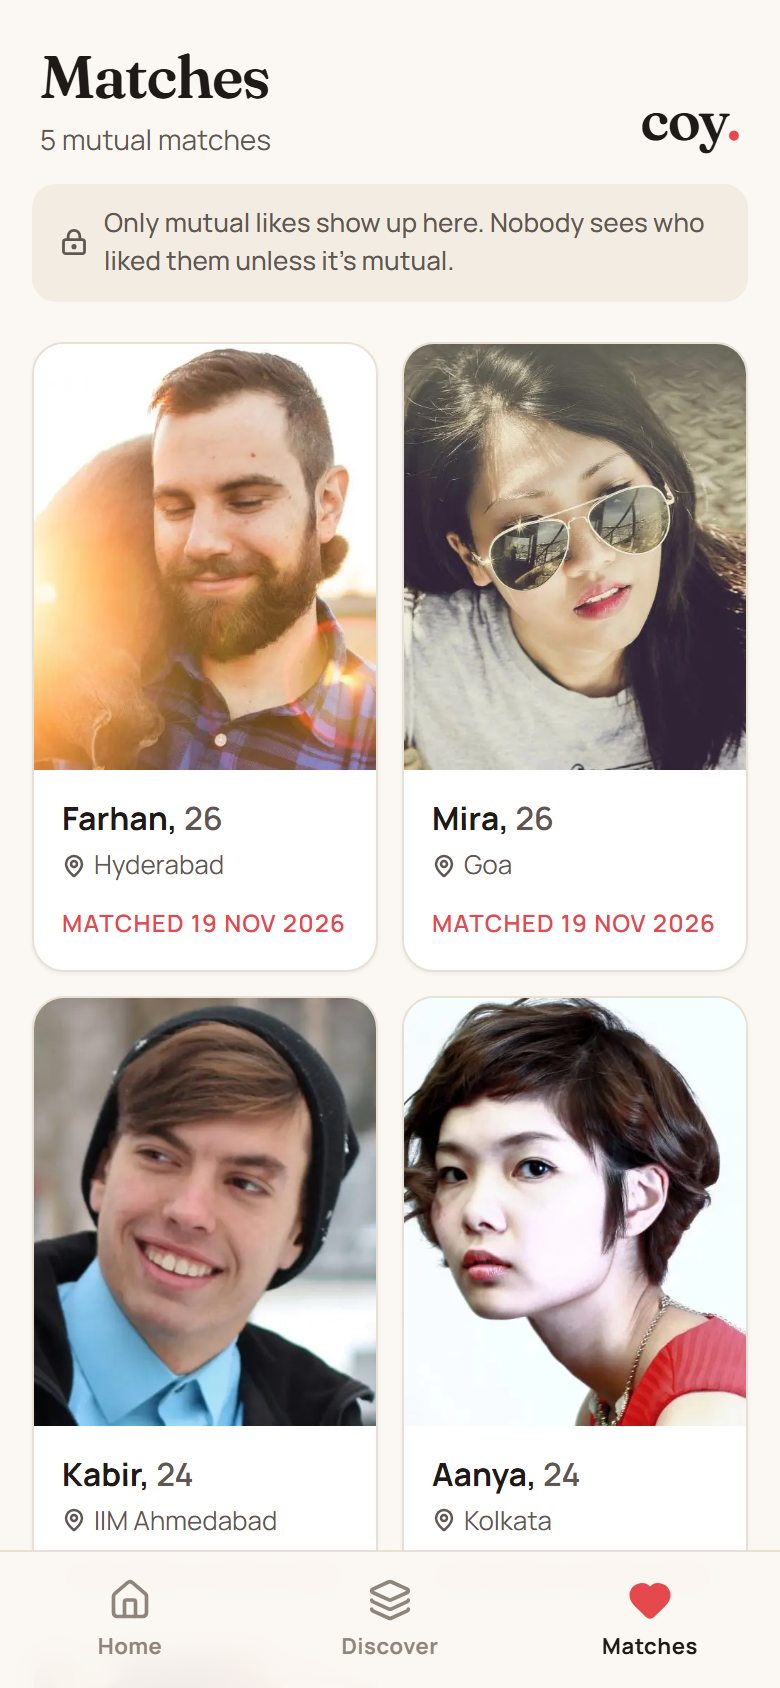 Matches
5 mutual matches
coy.
Only mutual likes show up here. Nobody sees who
liked them unless it's mutual.
Farhan, 26
Hyderabad
MATCHED 19 NOV 2026
Mira, 26
Goa
MATCHED 19 NOV 2026
Kabir, 24
IIM Ahmedabad
Aanya, 24
Kolkata
Home
Discover
Matches